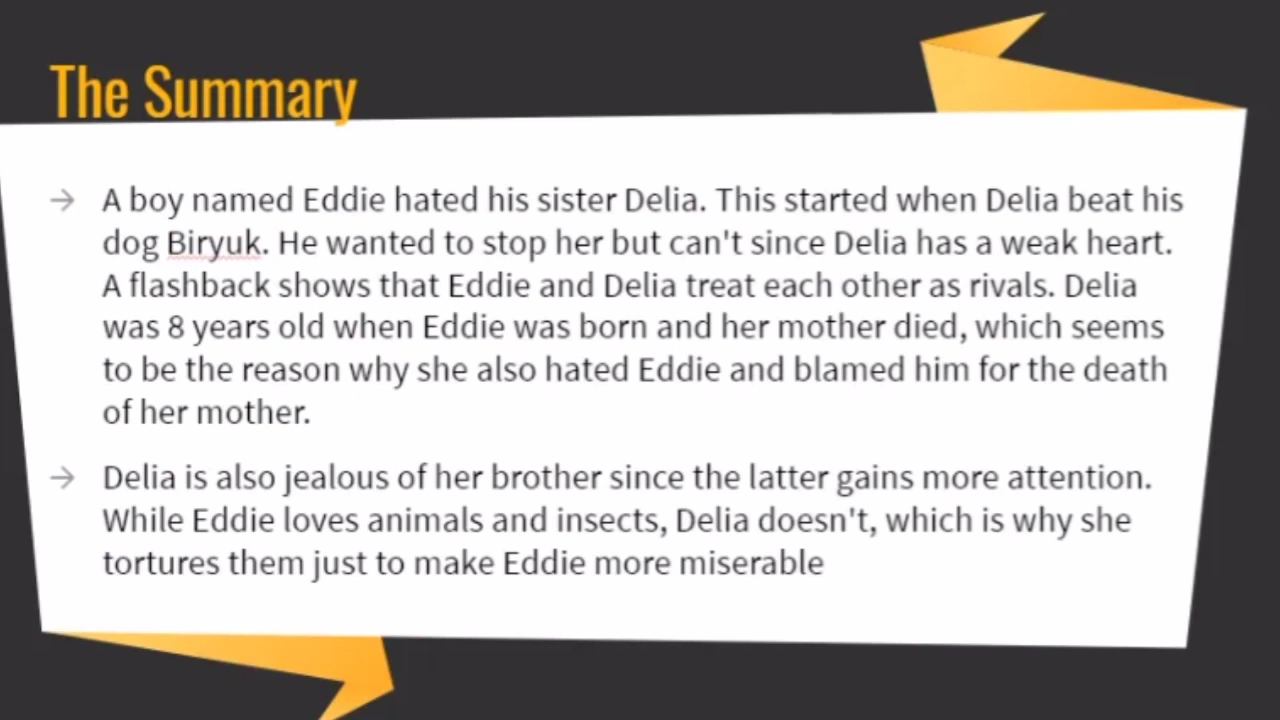 The Summary
→ A boy named Eddie hated his sister Delia. This started when Delia beat his
dog Biryuk. He wanted to stop her but can't since Delia has a weak heart.
A flashback shows that Eddie and Delia treat each other as rivals. Delia
was 8 years old when Eddie was born and her mother died, which seems
to be the reason why she also hated Eddie and blamed him for the death
of her mother.
→ Delia is also jealous of her brother since the latter gains more attention.
While Eddie loves animals and insects, Delia doesn't, which is why she
tortures them just to make Eddie more miserable